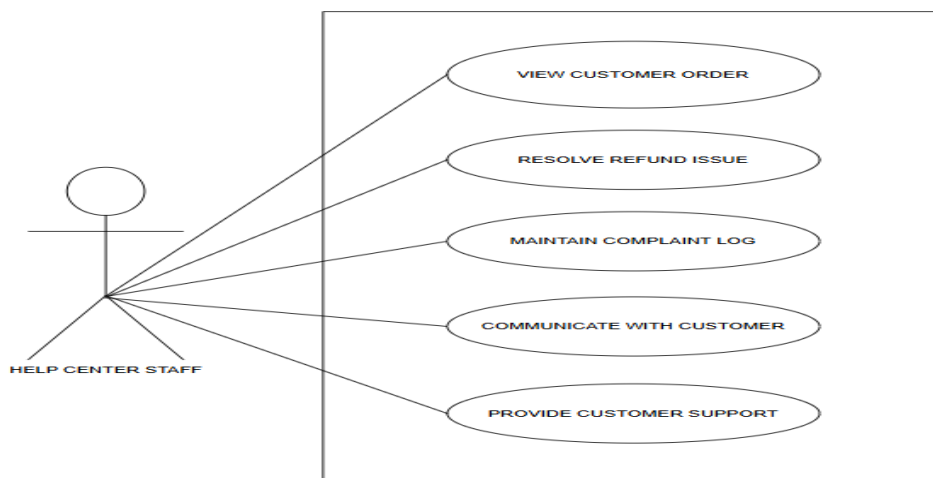 VIEW CUSTOMER ORDER
RESOLVE REFUND ISSUE
MAINTAIN COMPLAINT LOG
COMMUNICATE WITH CUSTOMER
HELP CENTER STAFF
PROVIDE CUSTOMER SUPPORT